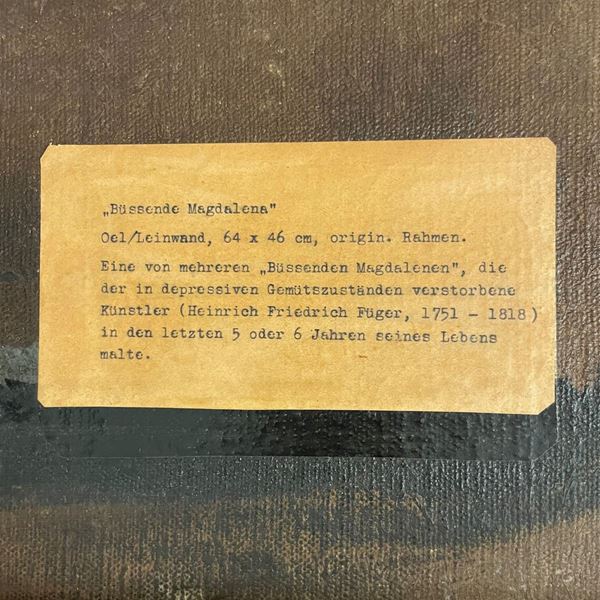 „Büssende Magdalena"
Oel/Leinwand, 64 x 46 cm, origin. Rahmen.
Eine von mehreren „Büssenden Magdalenen", die
der in depressiven Gemütszuständen verstorbene
Künstler (Heinrich Friedrich Füger, 1751 - 1818)
in den letzten 5 oder 6 Jahren seines Lebens
malte.